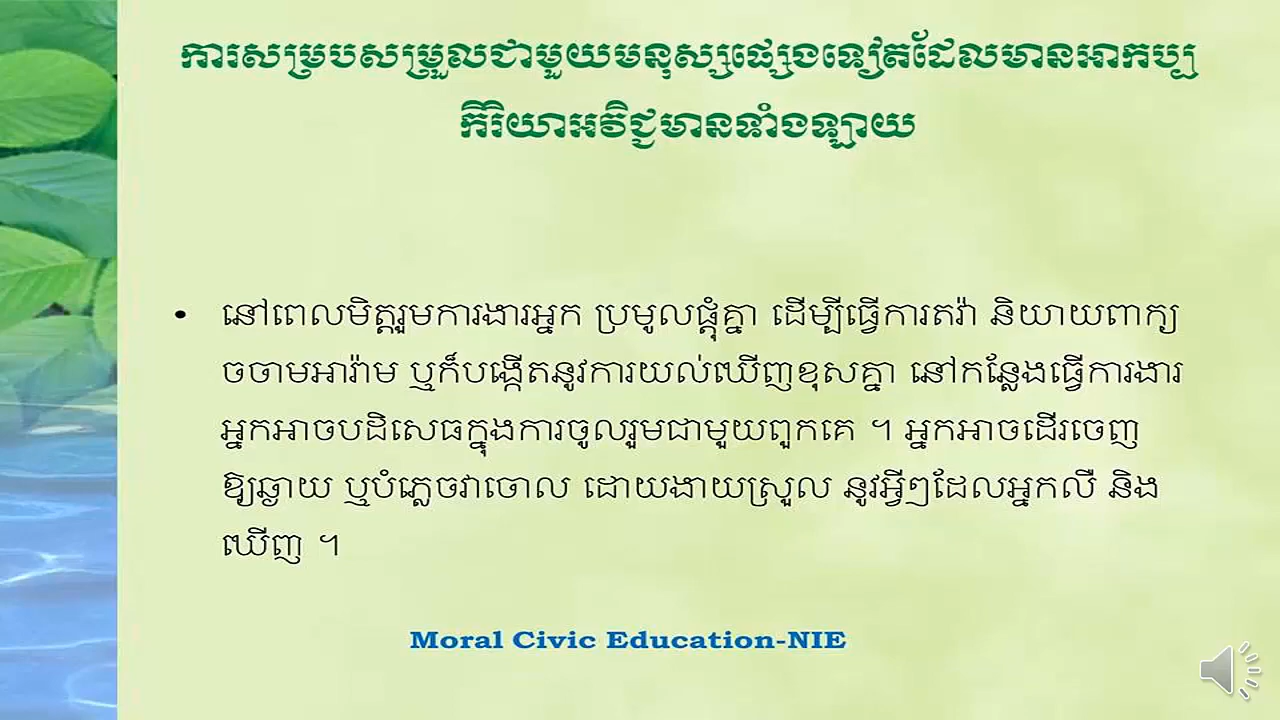 ការសម្របសម្រួលជាមួយមនុស្សផ្សេងទៀតដែលមានអាកប្ប
កិរិយាអវិជ្ជមានទាំងឡាយ
• នៅពេលមិត្តរួមការងារអ្នក ប្រមូលផ្តុំគ្នា ដើម្បីធ្វើការតវ៉ា និយាយពាក្យ
ចចាមអារ៉ាម ឬក៏បង្កើតនូវការយល់ឃើញខុសគ្នា នៅកន្លែងធ្វើការងារ
អ្នកអាចបដិសេធក្នុងការចូលរួមជាមួយពួកគេ ។ អ្នកអាចដើរចេញ
ឱ្យឆ្ងាយ ឬបំភ្លេចវាចោល ដោយងាយស្រួល នូវអ្វីៗដែលអ្នកលឺ និង
ឃើញ ។
Moral Civic Education-NIE